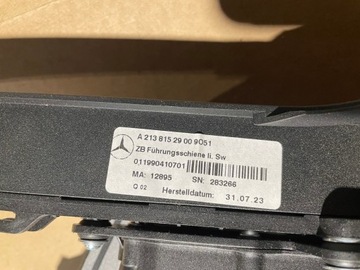 A 213 815 29 00 9051
ZB Führungsschiene li. Sw
011990410701
MA: 12895 SN: 283266
Q 02 Herstelldatum: 31.07.23